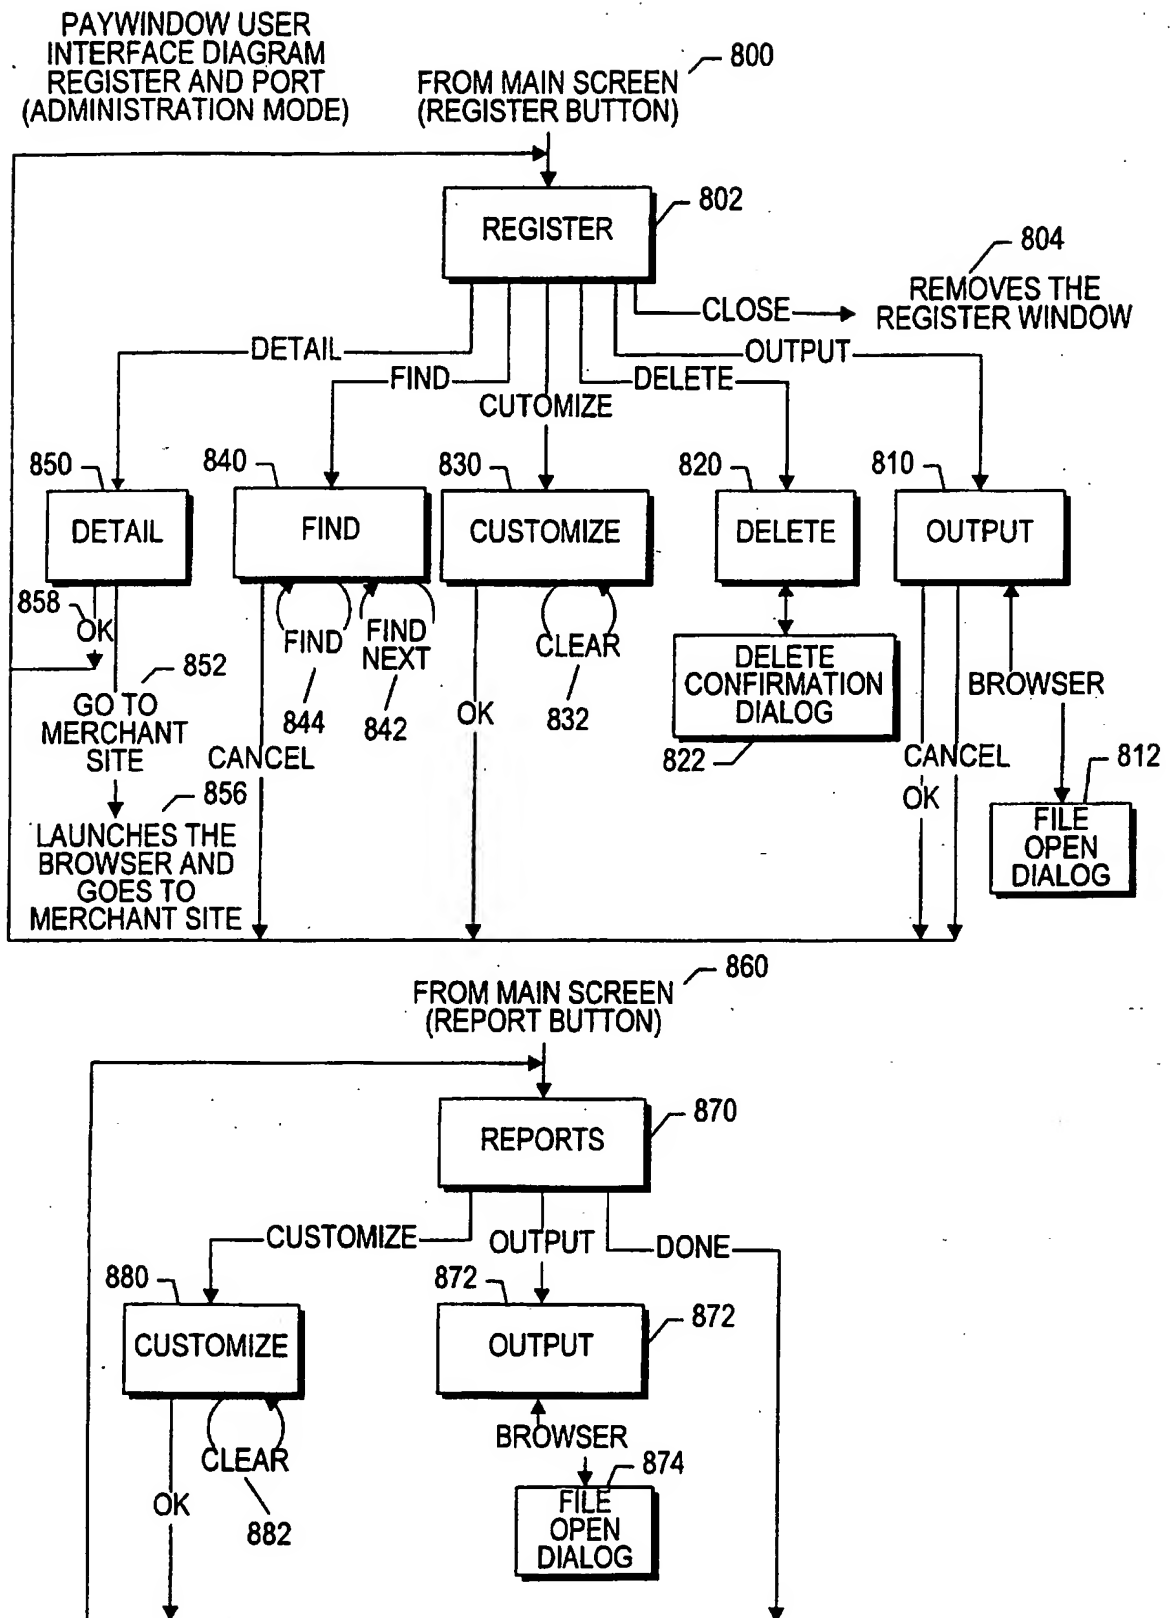 PAYWINDOW USER
INTERFACE DIAGRAM
REGISTER AND PORT
(ADMINISTRATION MODE)
FROM MAIN SCREEN
(REGISTER BUTTON)
800
REGISTER
802
804
REMOVES THE
REGISTER WINDOW
CLOSE
DETAIL
OUTPUT
FIND
DELETE
CUTOMIZE
850
840
830
820
810
DETAIL
FIND
CUSTOMIZE
DELETE
OUTPUT
858
OK
FIND
FIND
NEXT
CLEAR
DELETE
CONFIRMATION
DIALOG
BROWSER
852
GO TO
MERCHANT
SITE
844
842
OK
832
822
CANCEL
CANCEL
OK
812
856
LAUNCHES THE
BROWSER AND
GOES TO
MERCHANT SITE
FILE
OPEN
DIALOG
860
FROM MAIN SCREEN
(REPORT BUTTON)
REPORTS
870
CUSTOMIZE
OUTPUT
DONE
880
872
CUSTOMIZE
OUTPUT
872
CLEAR
BROWSER
874
OK
882
FILE
OPEN
DIALOG